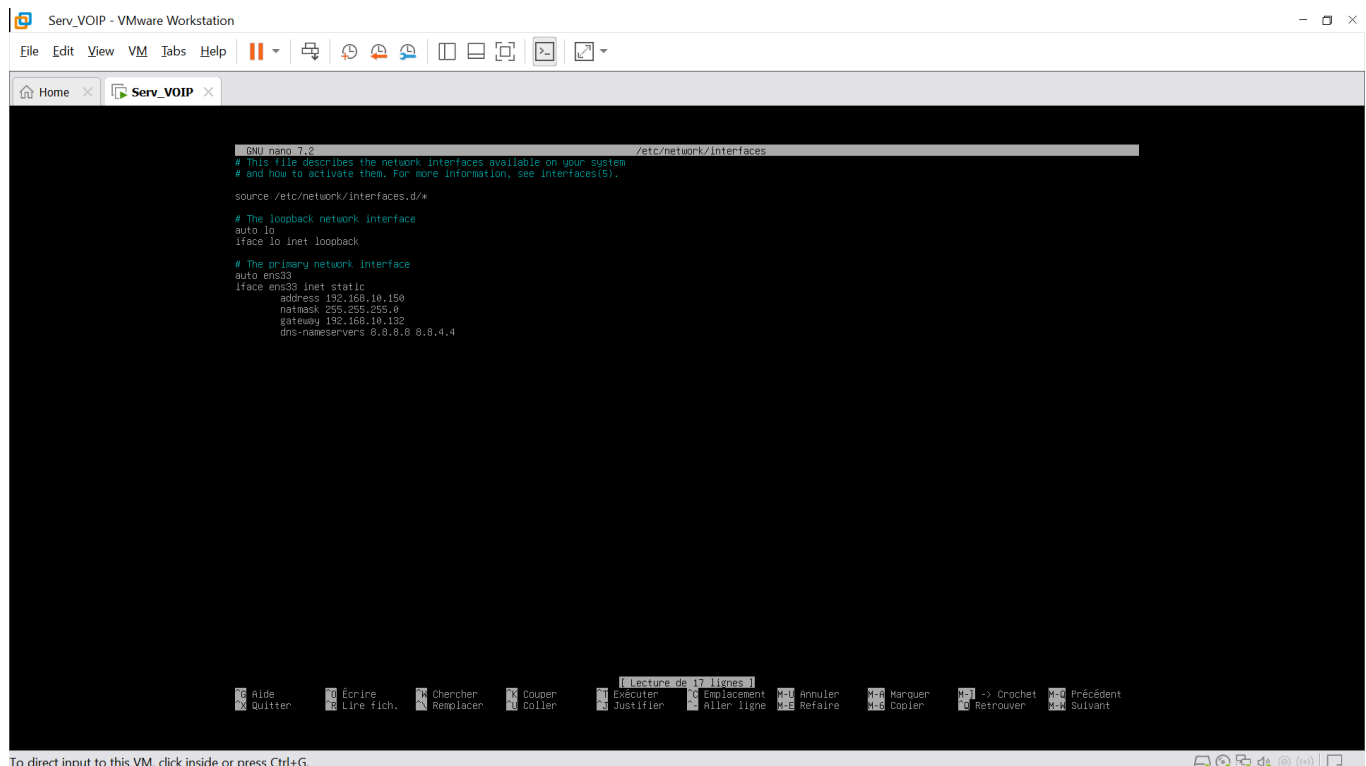 Serv_VOIP - VMware Workstation
File Edit View VM Tabs Help
Home
Serv_VOIP
GNU nano 7.2 /etc/network/interfaces
# This file describes the network interfaces available on your system
# and how to activate them. For more information, see interfaces(5).
source /etc/network/interfaces.d/*
# The loopback network interface
auto lo
iface lo inet loopback
# The primary network interface
auto ens33
iface ens33 inet static
address 192.168.10.150
natmask 255.255.255.0
gateway 192.168.10.132
dns-nameservers 8.8.8.8 8.8.4.4
[ Lecture de 17 lignes ]
^G Aide ^O Écrire ^W Chercher ^K Couper ^T Exécuter ^C Emplacement M-U Annuler M-A Marquer M-] -> Crochet M-Q Précédent
^X Quitter ^R Lire fich. ^\ Remplacer ^U Coller ^J Justifier ^_ Aller ligne M-E Refaire M-6 Copier ^Q Retrouver M-W Suivant
To direct input to this VM, click inside or press Ctrl+G.